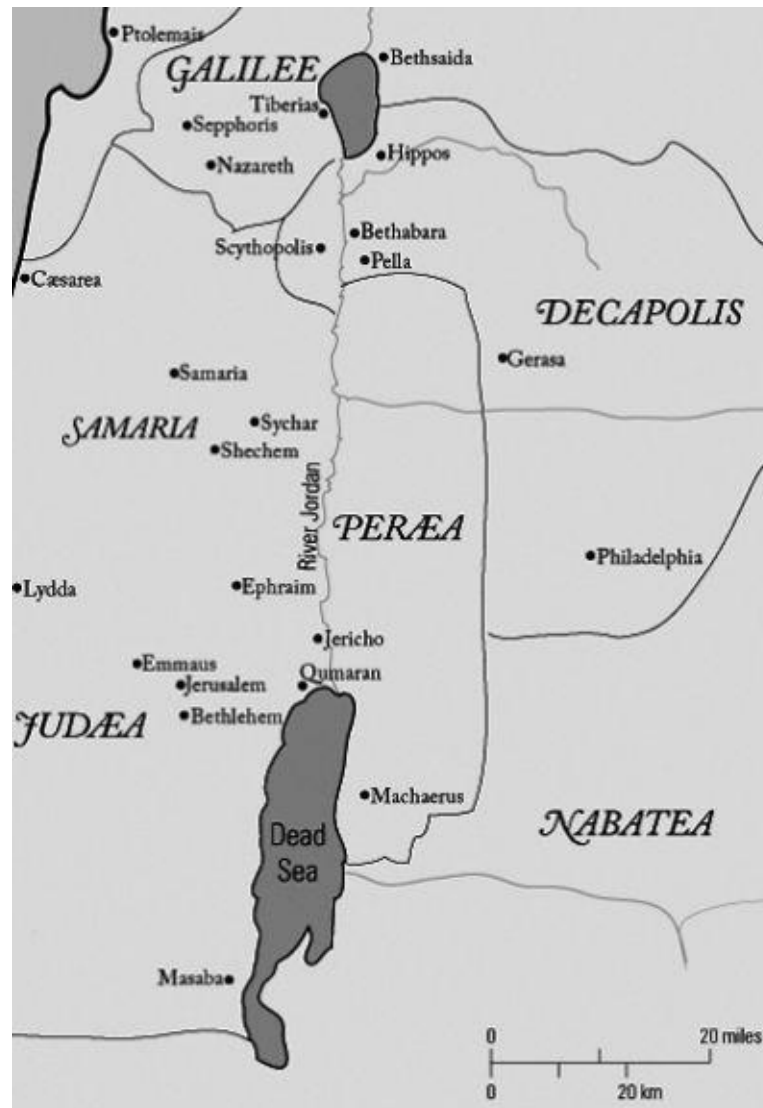 Ptolemais
Bethsaida
GALILEE
Tiberias
Sepphoris
Hippos
Nazareth
Bethabara
Scythopolis
Pella
Cæsarea
DECAPOLIS
Gerasa
Samaria
Sychar
SAMARIA
Shechem
River Jordan
PERÆA
Philadelphia
Lydda
Ephraim
Jericho
Emmaus
Qumaran
Jerusalem
Bethlehem
JUDÆA
Machaerus
NABATEA
Dead
Sea
Masaba
0 20 miles
0 20 km